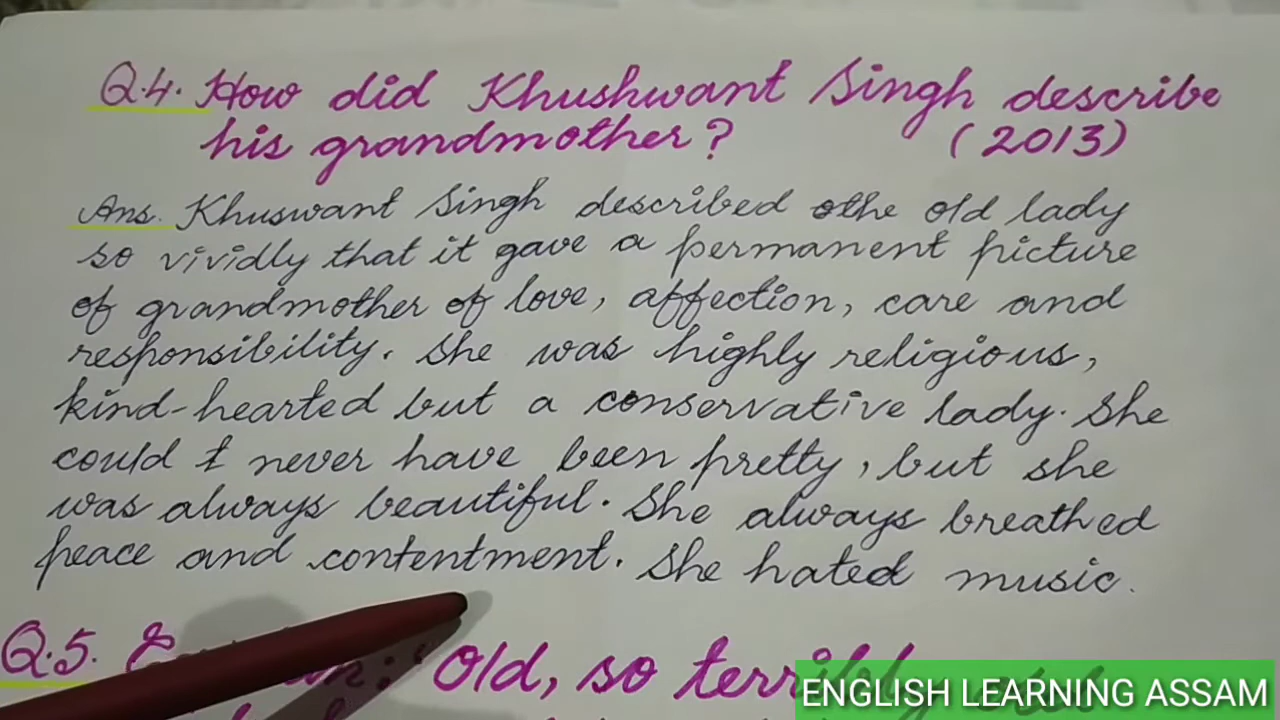 Q.4. How did Khushwant Singh describe
his grandmother? (2013)
Ans. Khuswant Singh described othe old lady
so vividly that it gave a permanent picture
of grandmother of love, affection, care and
responsibility. She was highly religious,
kind-hearted but a conservative lady. She
could never have been pretty, but she
was always beautiful. She always breathed
peace and contentment. She hated music.
Q.5. : "Old, so
ENGLISH LEARNING ASSAM